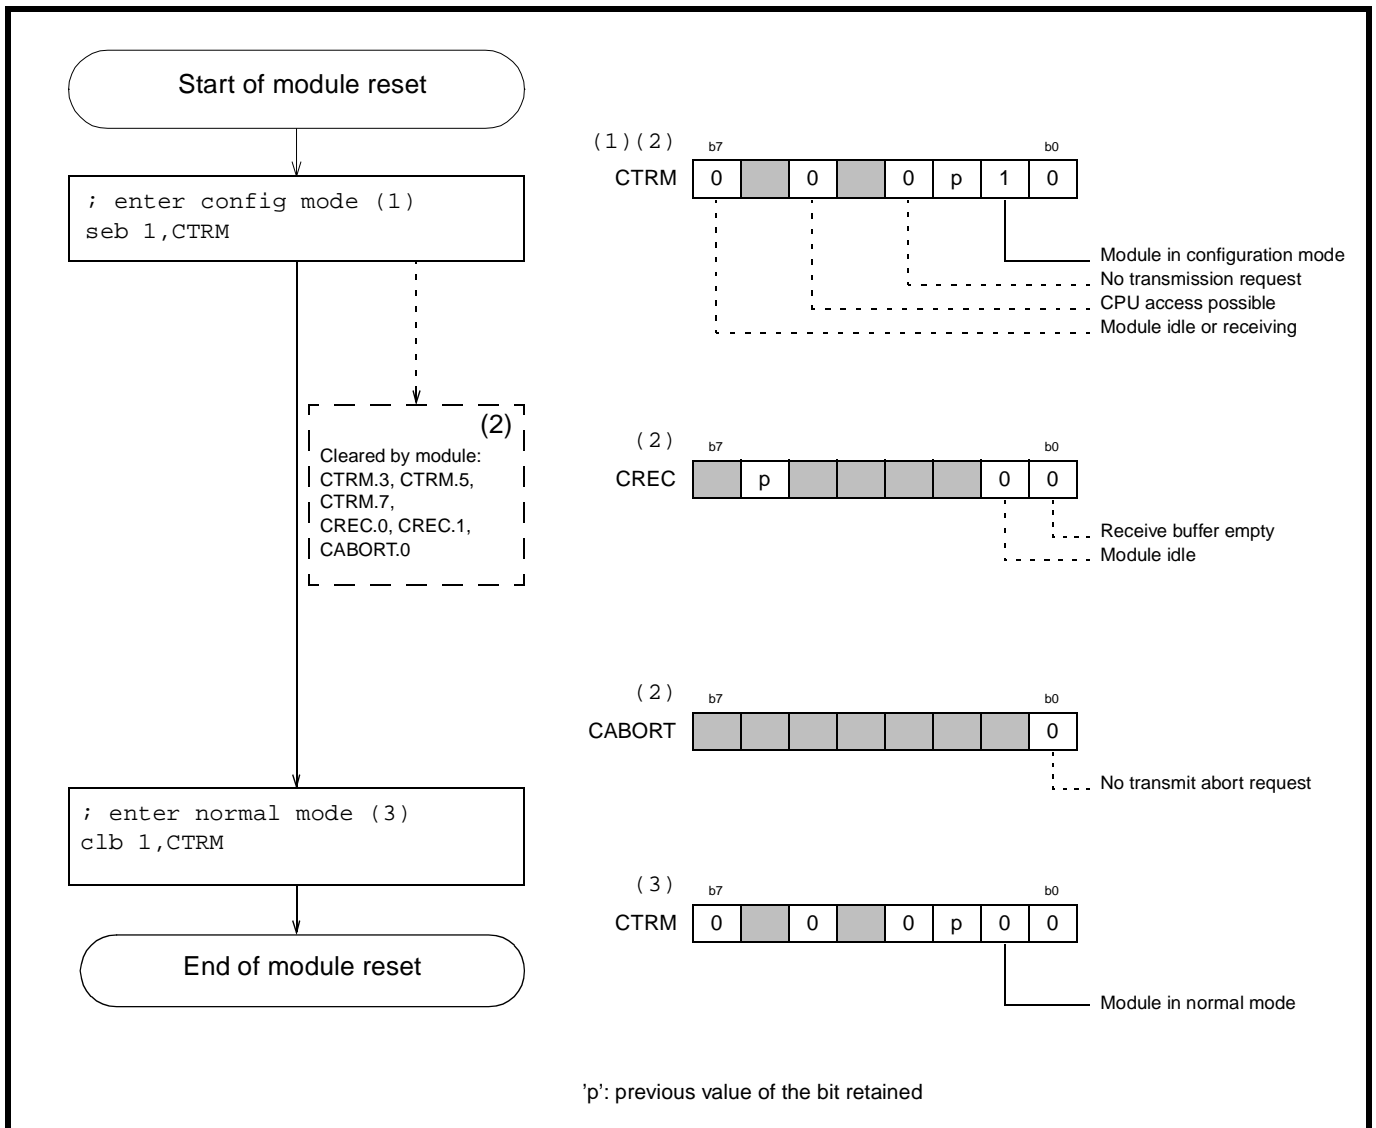 Start of module reset
; enter config mode (1)
seb 1,CTRM
(2)
Cleared by module:
CTRM.3, CTRM.5,
CTRM.7,
CREC.0, CREC.1,
CABORT.0
; enter normal mode (3)
clb 1,CTRM
End of module reset
(1)(2) b7 b0
CTRM 0 0 0 p 1 0
Module in configuration mode
No transmission request
CPU access possible
Module idle or receiving
(2) b7 b0
CREC p 0 0
Receive buffer empty
Module idle
(2) b7 b0
CABORT 0
No transmit abort request
(3) b7 b0
CTRM 0 0 0 p 0 0
Module in normal mode
'p': previous value of the bit retained